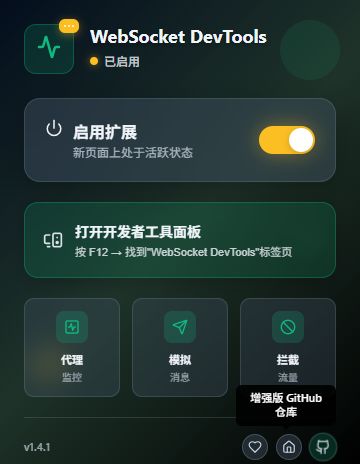 WebSocket DevTools
已启用
启用扩展
新页面上处于活跃状态
打开开发者工具面板
按 F12 → 找到"WebSocket DevTools"标签页
代理
监控
模拟
消息
拦截
流量
增强版 GitHub
仓库
v1.4.1